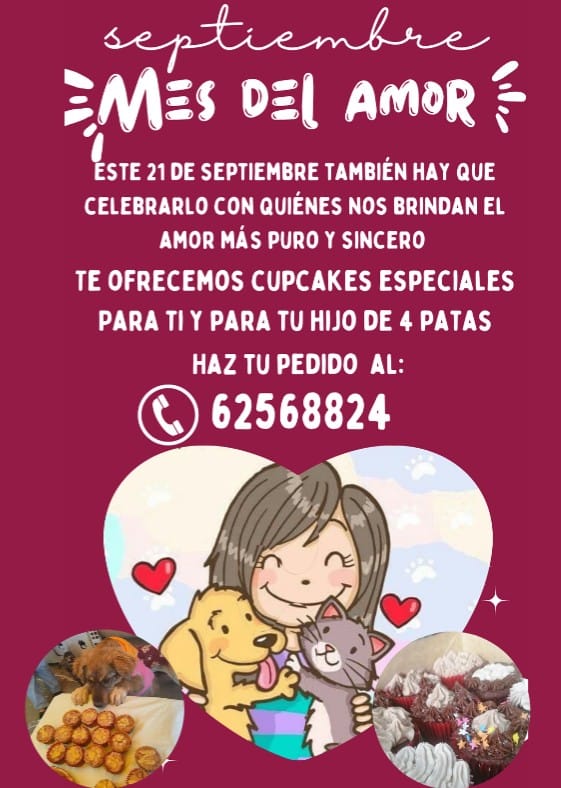 septiembre
MES DEL AMOR
ESTE 21 DE SEPTIEMBRE TAMBIÉN HAY QUE
CELEBRARLO CON QUIÉNES NOS BRINDAN EL
AMOR MÁS PURO Y SINCERO
TE OFRECEMOS CUPCAKES ESPECIALES
PARA TI Y PARA TU HIJO DE 4 PATAS
HAZ TU PEDIDO AL:
62568824